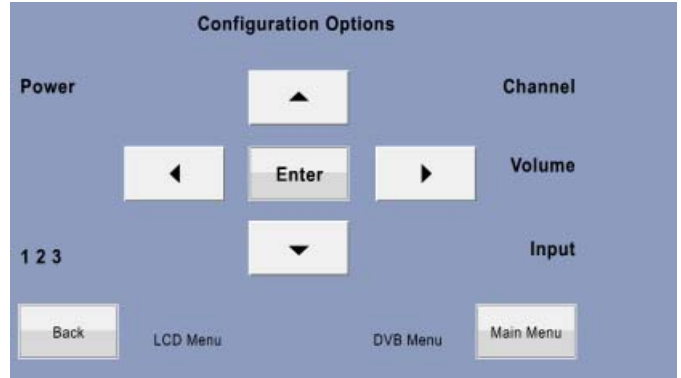 Configuration Options
Power
Channel
Enter
Volume
1 2 3
Input
Back
LCD Menu
DVB Menu
Main Menu